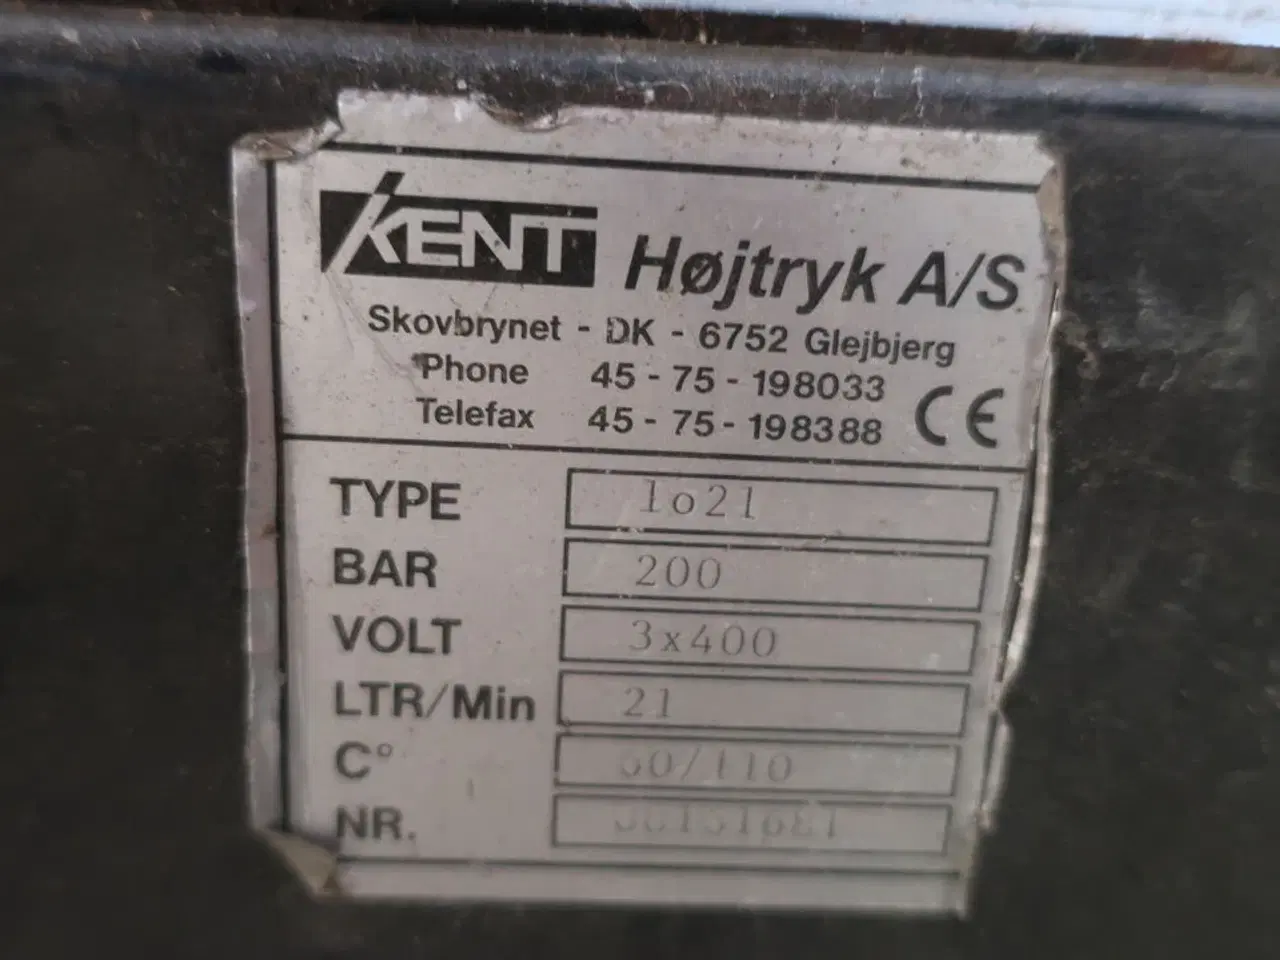 KENT Højtryk A/S
Skovbrynet - DK - 6752 Glejbjerg
Phone 45 - 75 - 198033
Telefax 45 - 75 - 198388 CE
TYPE 1o21
BAR 200
VOLT 3x400
LTR/Min 21
C°
NR.